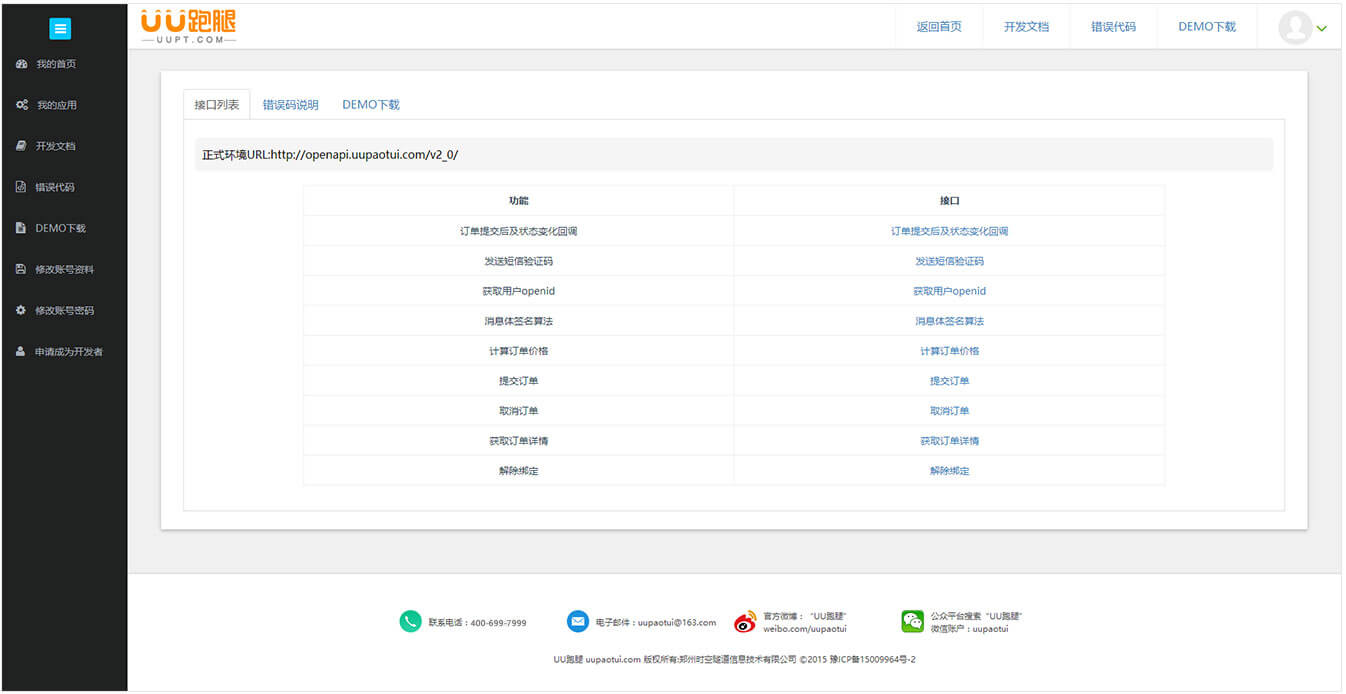 UU跑腿
UUPT.COM
返回首页 开发文档 错误代码 DEMO下载
我的首页
我的应用
开发文档
错误代码
DEMO下载
修改账号资料
修改账号密码
申请成为开发者
接口列表 错误码说明 DEMO下载
正式环境URL:http://openapi.uupaotui.com/v2_0/
功能 接口
订单提交后及状态变化回调 订单提交后及状态变化回调
发送短信验证码 发送短信验证码
获取用户openid 获取用户openid
消息体签名算法 消息体签名算法
计算订单价格 计算订单价格
提交订单 提交订单
取消订单 取消订单
获取订单详情 获取订单详情
解除绑定 解除绑定
联系电话：400-699-7999
电子邮件：uupaotui@163.com
官方微博：“UU跑腿”
weibo.com/uupaotui
公众平台搜索“UU跑腿”
微信账户：uupaotui
UU跑腿 uupaotui.com 版权所有:郑州时空隧道信息技术有限公司 ©2015 豫ICP备15009964号-2